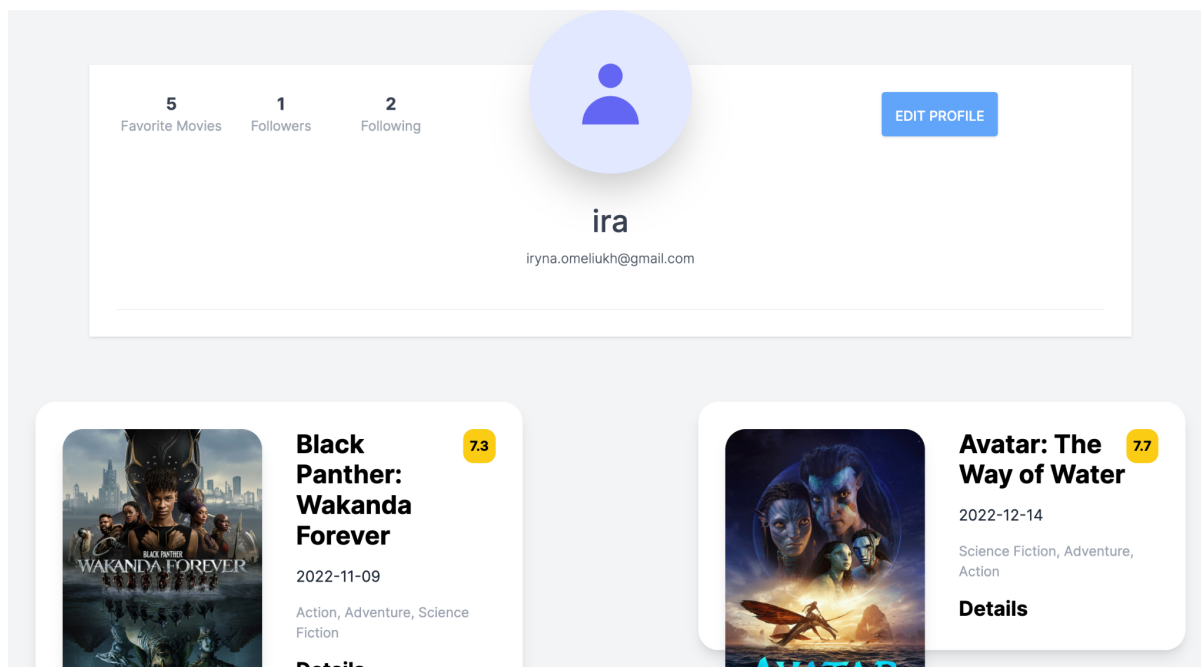 5 1 2
Favorite Movies Followers Following
EDIT PROFILE
ira
iryna.omeliukh@gmail.com
BLACK PANTHER
WAKANDA FOREVER
Black
Panther:
Wakanda
Forever
7.3
2022-11-09
Action, Adventure, Science
Fiction
Details
AVATAR
Avatar: The
Way of Water
7.7
2022-12-14
Science Fiction, Adventure,
Action
Details